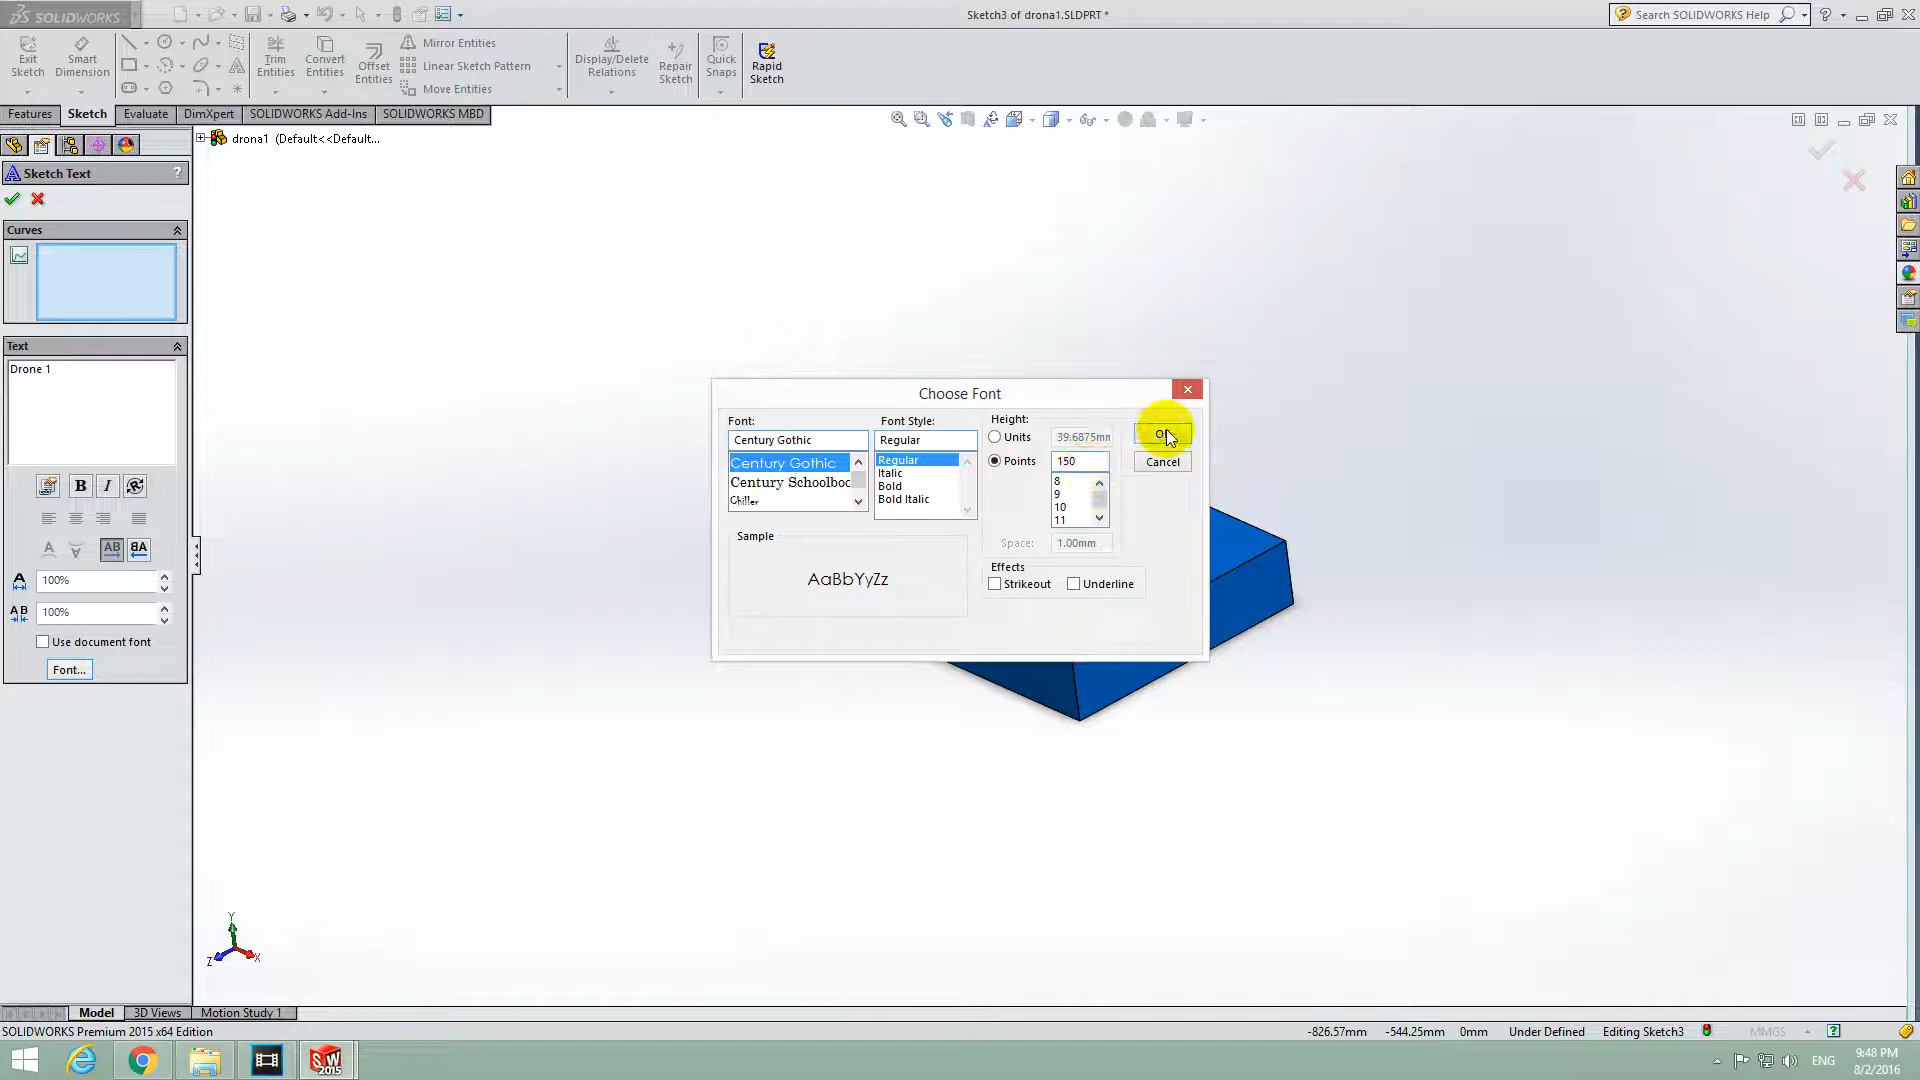 SOLIDWORKS
Sketch3 of drona1.SLDPRT *
Search SOLIDWORKS Help
Exit Sketch
Smart Dimension
Trim Entities
Convert Entities
Offset Entities
Mirror Entities
Linear Sketch Pattern
Move Entities
Display/Delete Relations
Repair Sketch
Quick Snaps
Rapid Sketch
Features
Sketch
Evaluate
DimXpert
SOLIDWORKS Add-Ins
SOLIDWORKS MBD
drona1 (Default<<Default...
Sketch Text
?
Curves
Text
Drone 1
B
I
AB
100%
100%
Use document font
Font...
Choose Font
Font:
Century Gothic
Century Gothic
Century Schoolboc
Chiller
Font Style:
Regular
Regular
Italic
Bold
Bold Italic
Height:
Units
39.6875mm
Points
150
8
9
10
11
Space:
1.00mm
Cancel
Sample
AaBbYyZz
Effects
Strikeout
Underline
Y
Z
X
Model
3D Views
Motion Study 1
SOLIDWORKS Premium 2015 x64 Edition
-826.57mm
-544.25mm
0mm
Under Defined
Editing Sketch3
MMGS
SW
2015
ENG
9:48 PM
8/2/2016